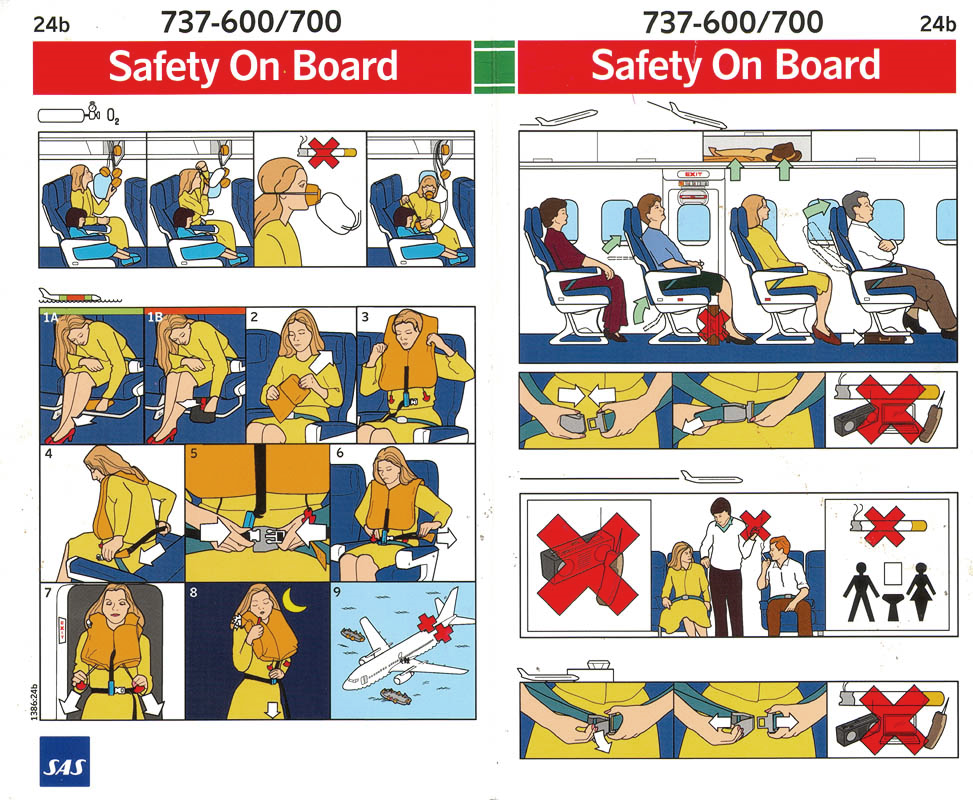 24b
737-600/700
Safety On Board
O2
1A
1B
2
3
4
5
6
7
EXIT
8
9
1386:24b
SAS
737-600/700
24b
Safety On Board
EXIT